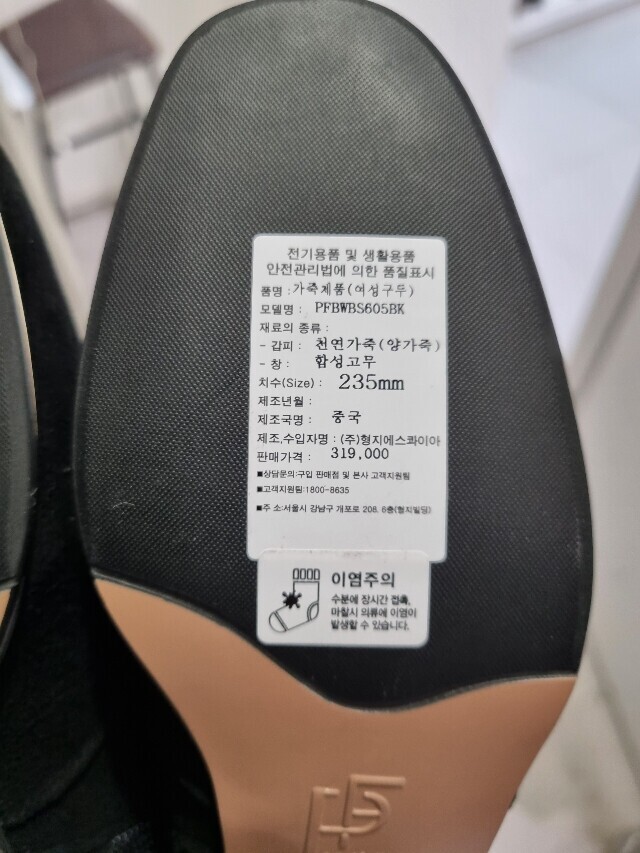 전기용품 및 생활용품
안전관리법에 의한 품질표시
품명 : 가죽제품(여성구두)
모델명 : PFBWBS605BK
재료의 종류 :
- 갑피 : 천연가죽(양가죽)
- 창 : 합성고무
치수(Size) : 235mm
제조년월 :
제조국명 : 중국
제조,수입자명 : (주)형지에스콰이아
판매가격 : 319,000
■상담문의:구입 판매점 및 본사 고객지원팀
■고객지원팀:1800-8635
■주 소:서울시 강남구 개포로 208, 6층(형지빌딩)
이염주의
수분에 장시간 접촉,
마찰시 의류에 이염이
발생할 수 있습니다.